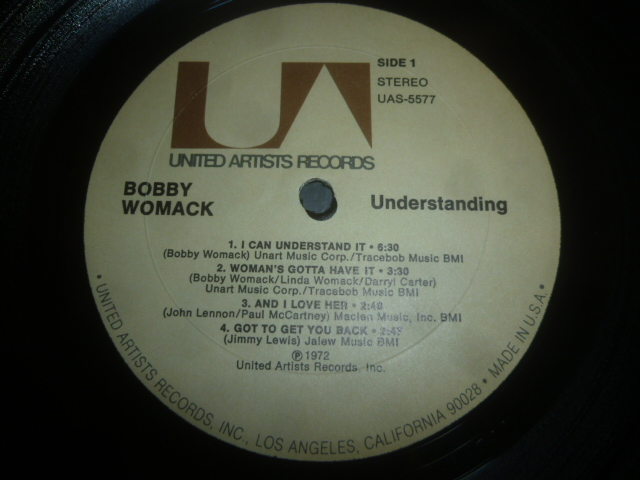 UA
SIDE 1
STEREO
UAS-5577
UNITED ARTISTS RECORDS
BOBBY
WOMACK
Understanding
1. I CAN UNDERSTAND IT • 6:30
(Bobby Womack) Unart Music Corp./Tracebob Music BMI
2. WOMAN'S GOTTA HAVE IT • 3:30
(Bobby Womack/Linda Womack/Darryl Carter)
Unart Music Corp./Tracebob Music BMI
3. AND I LOVE HER • 2:40
(John Lennon/Paul McCartney) Maclen Music, Inc. BMI
4. GOT TO GET YOU BACK •
(Jimmy Lewis) Jalew Music BMI
℗ 1972
United Artists Records, Inc.
• UNITED ARTISTS RECORDS, INC., LOS ANGELES, CALIFORNIA 90028 • MADE IN U.S.A. •